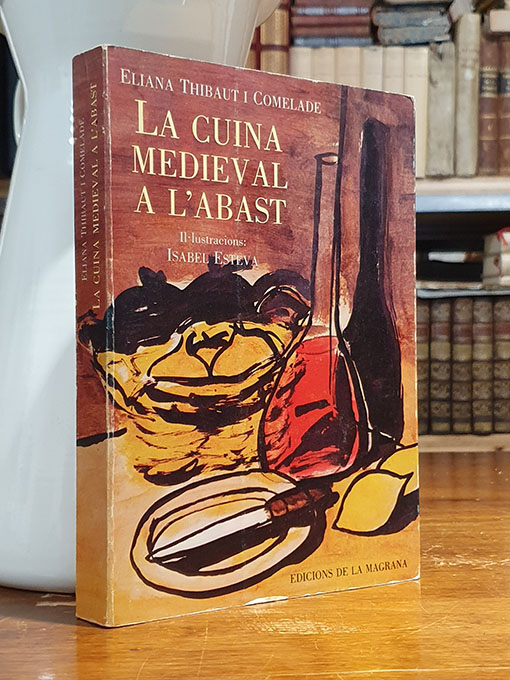 ELIANA THIBAUT I COMELADE
LA CUINA
MEDIEVAL
A L'ABAST
Il·lustracions:
ISABEL ESTEVA
EDICIONS DE LA MAGRANA
ELIANA THIBAUT I COMELADE
LA CUINA MEDIEVAL A L'ABAST